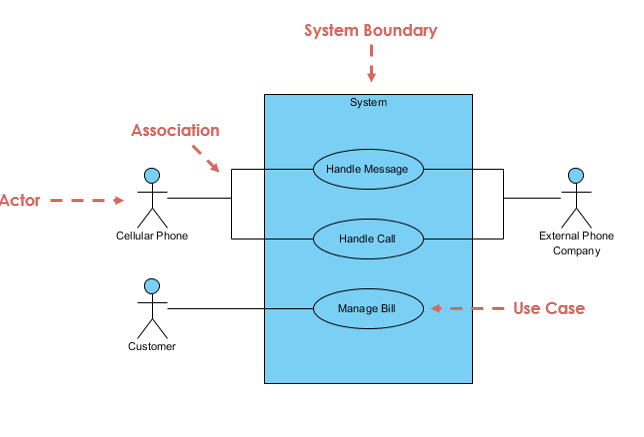 System Boundary
System
Association
Handle Message
Actor
Cellular Phone
Handle Call
External Phone
Company
Manage Bill
Use Case
Customer